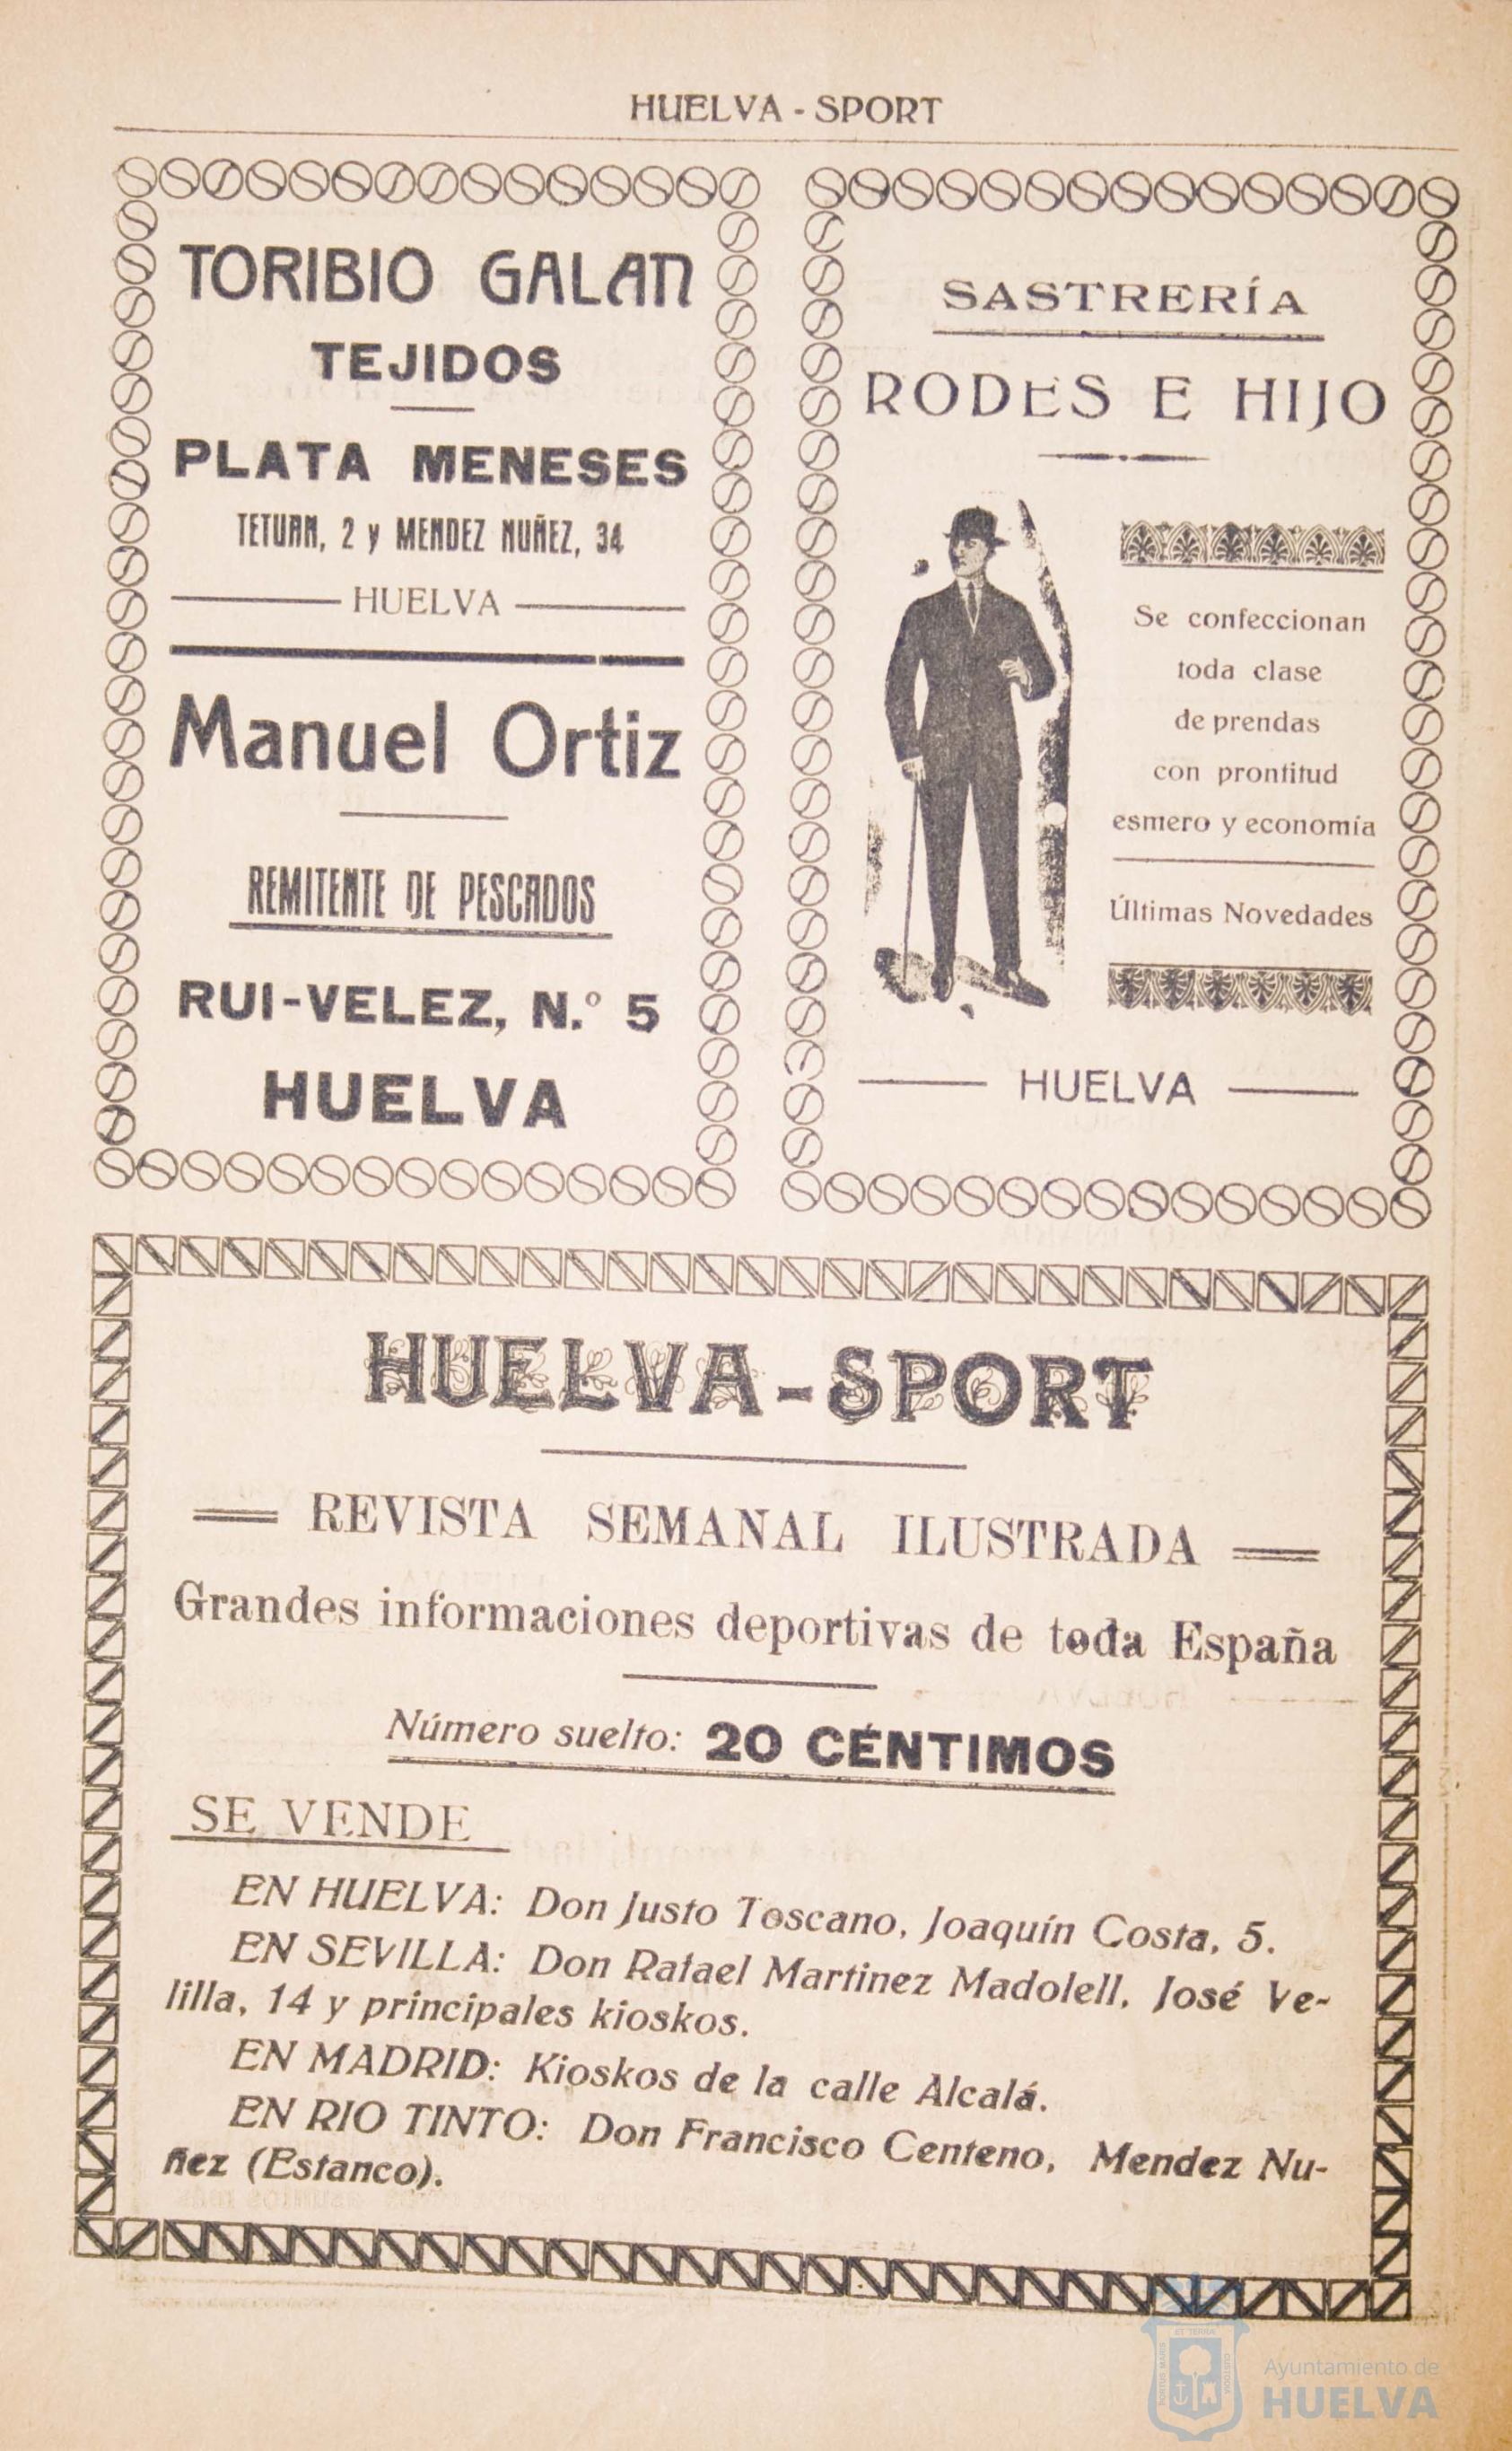 HUELVA - SPORT
TORIBIO GALAN
TEJIDOS
PLATA MENESES
TETUAN, 2 y MENDEZ NUÑEZ, 34
HUELVA
Manuel Ortiz
REMITENTE DE PESCADOS
RUI-VELEZ, N.º 5
HUELVA
SASTRERÍA
RODES E HIJO
Se confeccionan
toda clase
de prendas
con prontitud
esmero y economía
Últimas Novedades
HUELVA
HUELVA-SPORT
REVISTA SEMANAL ILUSTRADA
Grandes informaciones deportivas de toda España
Número suelto: 20 CÉNTIMOS
SE VENDE
EN HUELVA: Don Justo Toscano, Joaquín Costa, 5.
EN SEVILLA: Don Rafael Martinez Madolell, José Ve-
lilla, 14 y principales kioskos.
EN MADRID: Kioskos de la calle Alcalá.
EN RIO TINTO: Don Francisco Centeno, Mendez Nu-
ñez (Estanco).
Ayuntamiento de
HUELVA